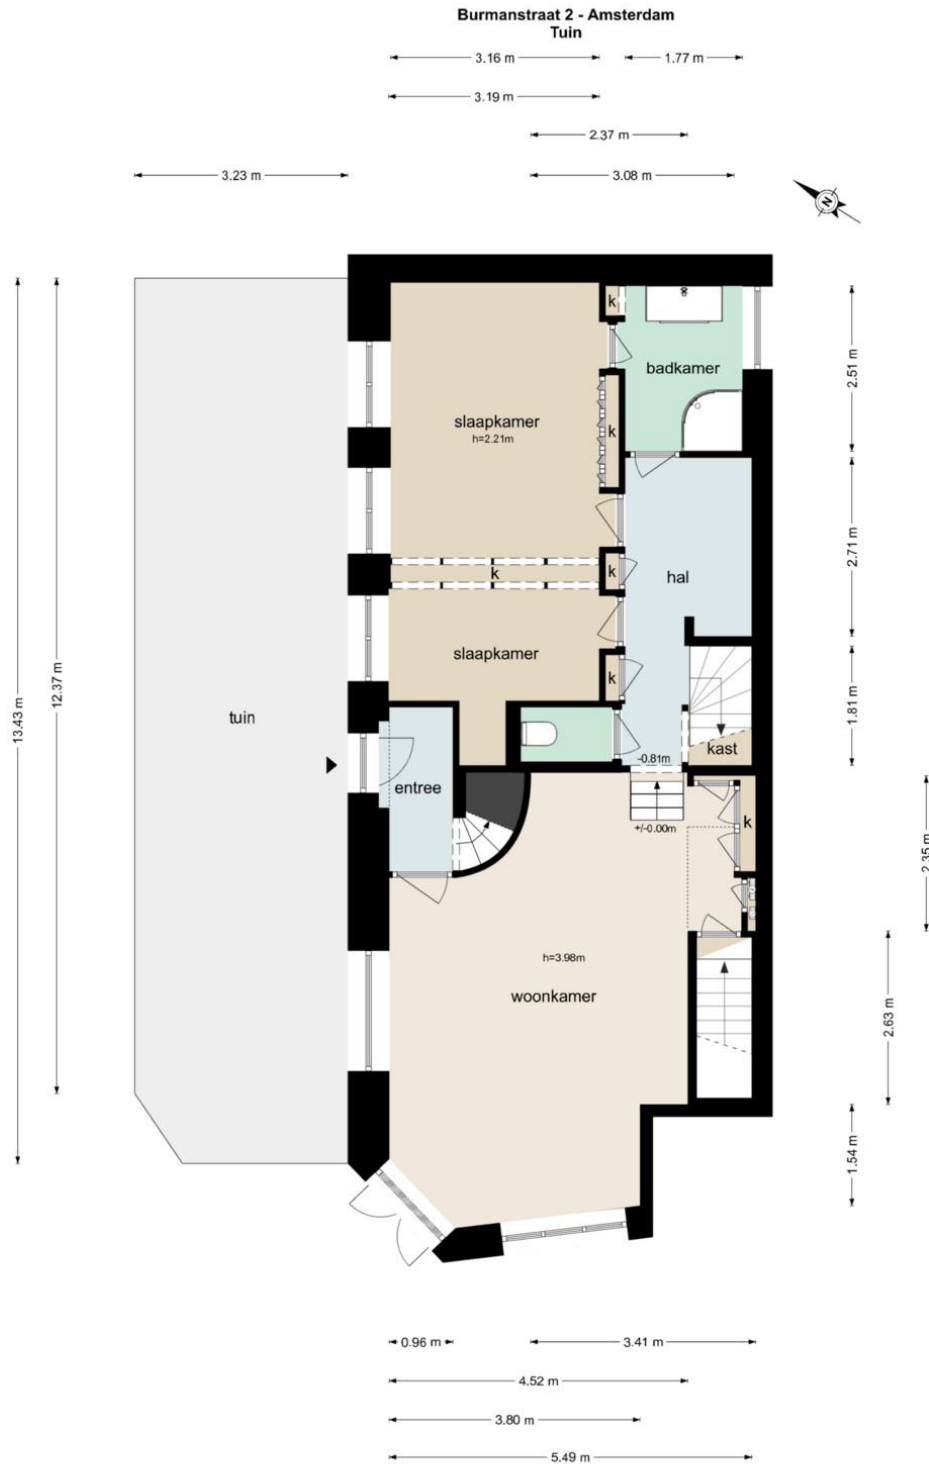 Burmanstraat 2 - Amsterdam
Tuin
3.16 m
1.77 m
3.19 m
2.37 m
3.23 m
3.08 m
N
k
badkamer
2.51 m
slaapkamer
h=2.21m
k
k
k
hal
2.71 m
slaapkamer
k
13.43 m
12.37 m
tuin
1.81 m
kast
-0.81m
entree
+/-0.00m
k
2.35 m
h=3.98m
woonkamer
2.63 m
1.54 m
0.96 m
3.41 m
4.52 m
3.80 m
5.49 m